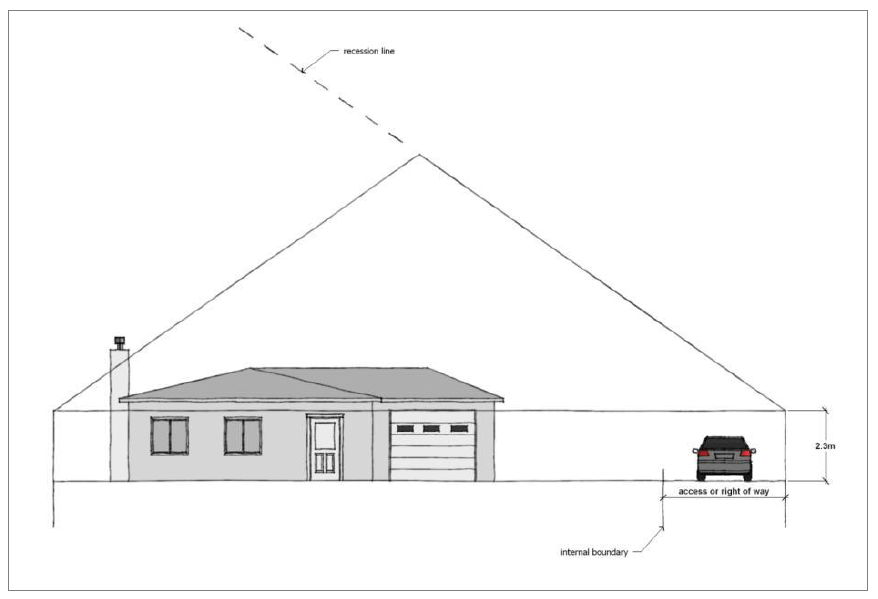 recession line
2.3m
access or right of way
internal boundary